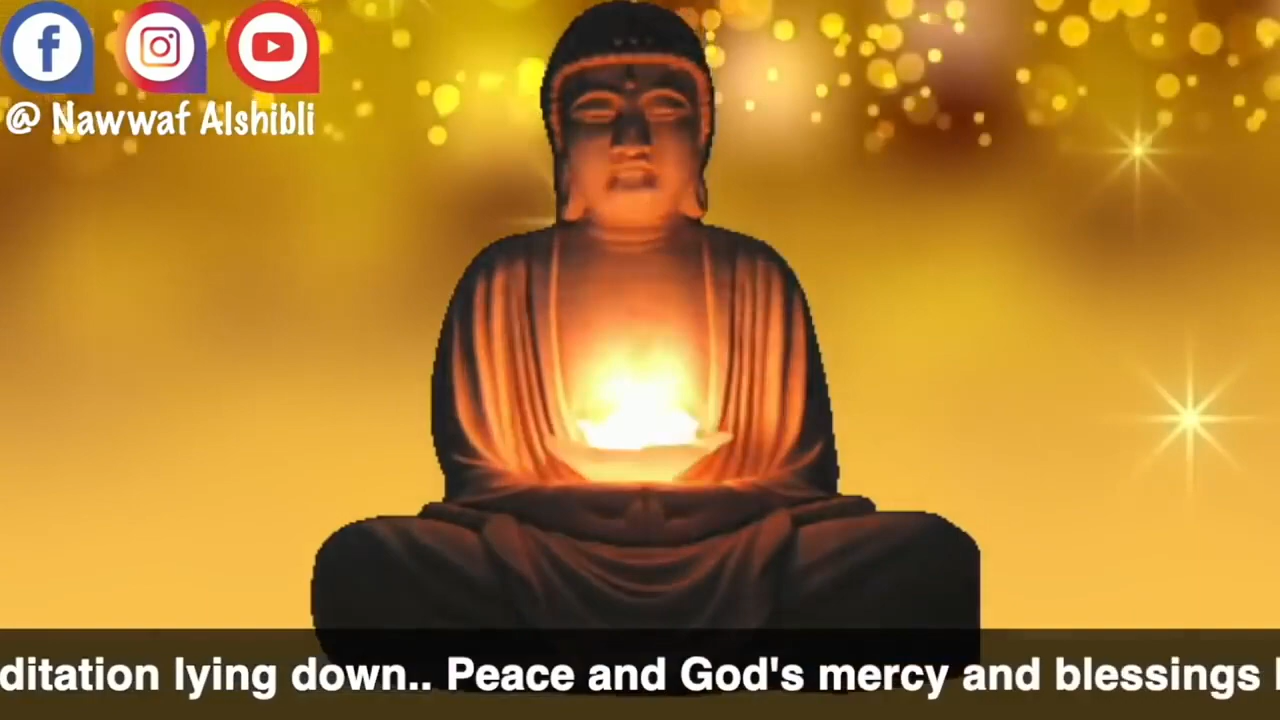 @ Nawwaf Alshibli
ditation lying down.. Peace and God's mercy and blessings